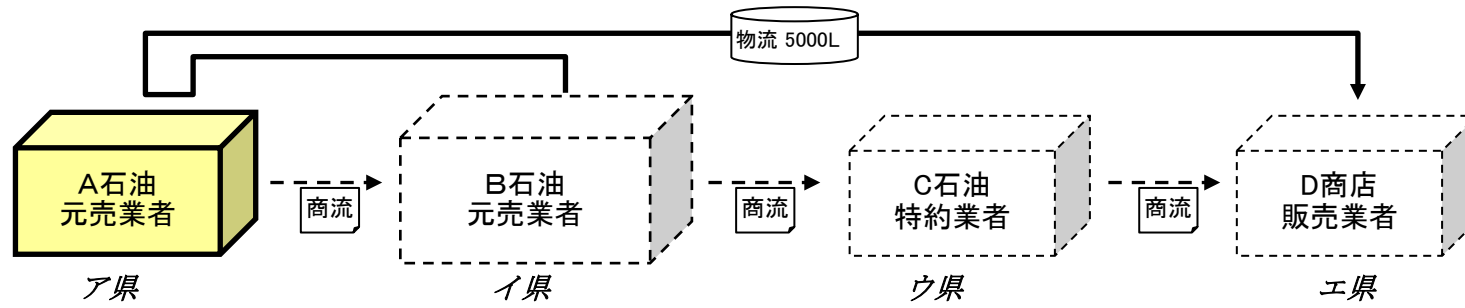 物流 5000L
A石油
元売業者
商流
B石油
元売業者
商流
C石油
特約業者
商流
D商店
販売業者
ア県
イ県
ウ県
エ県